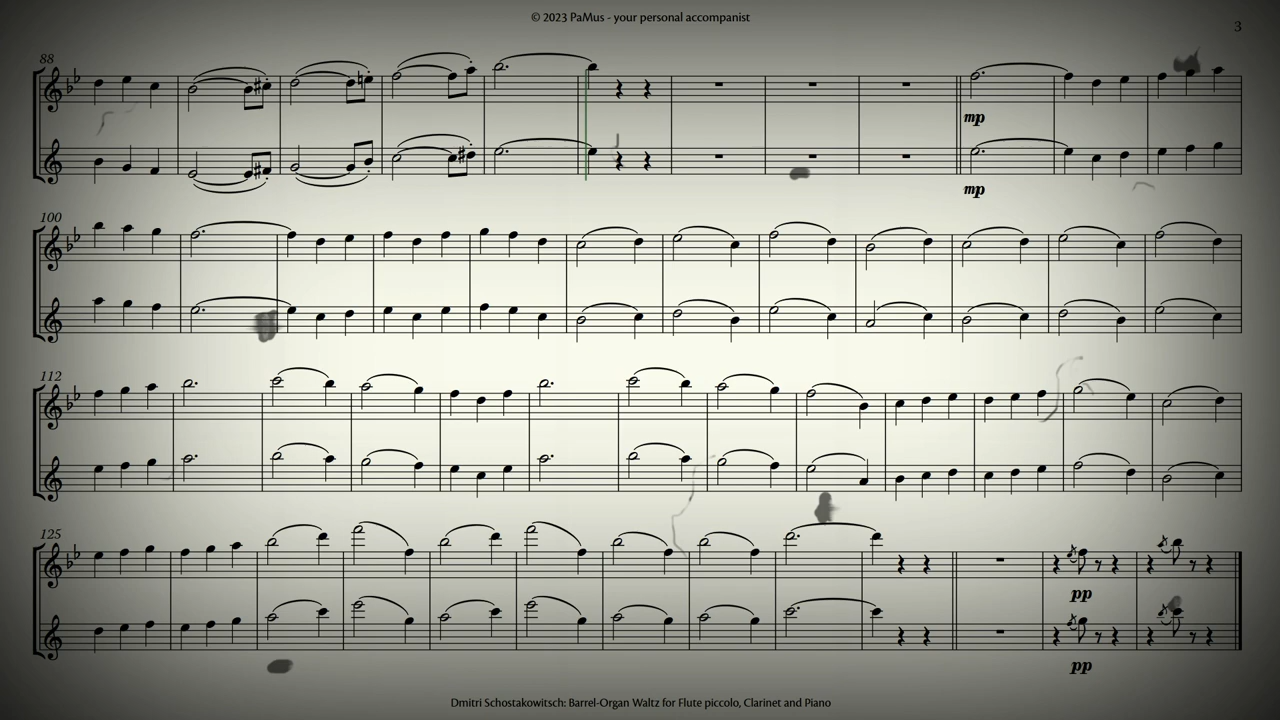 © 2023 PaMus - your personal accompanist
3
88
mp
mp
100
112
125
pp
pp
Dmitri Schostakowitsch: Barrel-Organ Waltz for Flute piccolo, Clarinet and Piano